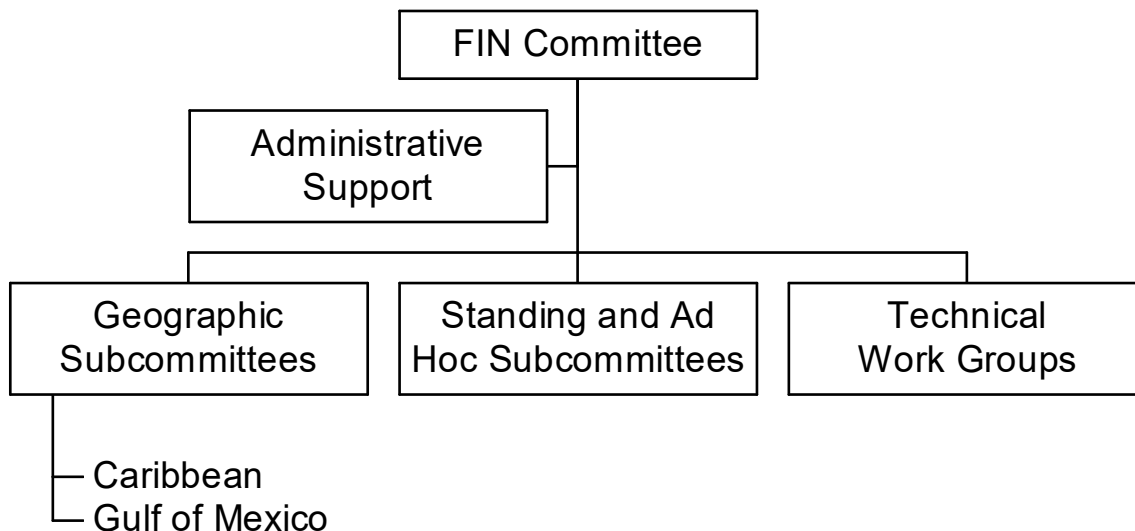 FIN Committee
Administrative
Support
Geographic
Subcommittees
Standing and Ad
Hoc Subcommittees
Technical
Work Groups
Caribbean
Gulf of Mexico